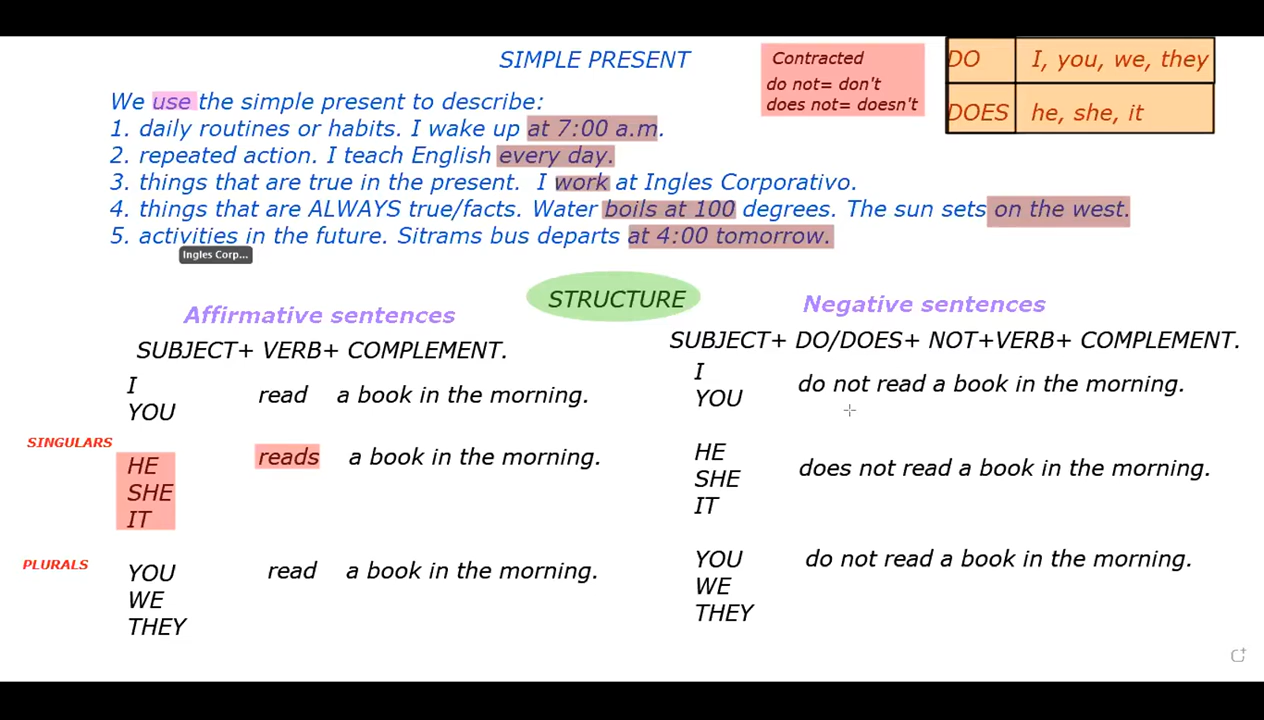 SIMPLE PRESENT
Contracted
do not= don't
does not= doesn't
DO I, you, we, they
DOES he, she, it
We use the simple present to describe:
1. daily routines or habits. I wake up at 7:00 a.m.
2. repeated action. I teach English every day.
3. things that are true in the present. I work at Ingles Corporativo.
4. things that are ALWAYS true/facts. Water boils at 100 degrees. The sun sets on the west.
5. activities in the future. Sitrams bus departs at 4:00 tomorrow.
Ingles Corp...
STRUCTURE
Affirmative sentences
SUBJECT+ VERB+ COMPLEMENT.
I
YOU
read a book in the morning.
SINGULARS
HE
SHE
IT
reads a book in the morning.
PLURALS
YOU
WE
THEY
read a book in the morning.
Negative sentences
SUBJECT+ DO/DOES+ NOT+VERB+ COMPLEMENT.
I
YOU
do not read a book in the morning.
HE
SHE
IT
does not read a book in the morning.
YOU
WE
THEY
do not read a book in the morning.